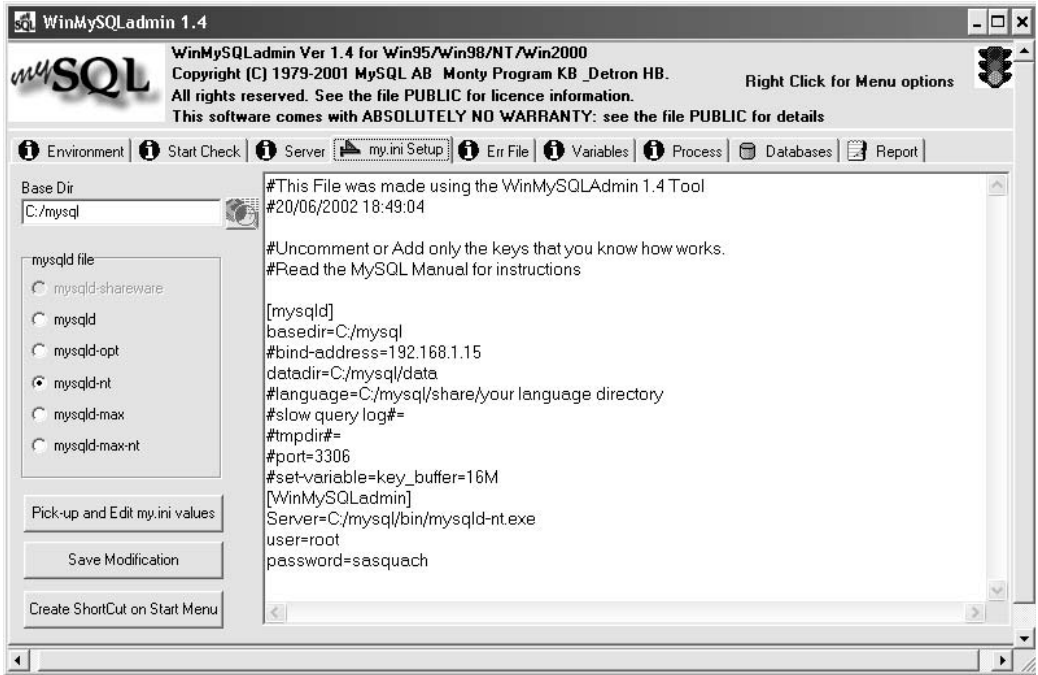 WinMySQLadmin 1.4
mySQL
WinMySQLadmin Ver 1.4 for Win95/Win98/NT/Win2000
Copyright (C) 1979-2001 MySQL AB  Monty Program KB _Detron HB.
All rights reserved. See the file PUBLIC for licence information.
This software comes with ABSOLUTELY NO WARRANTY: see the file PUBLIC for details
Right Click for Menu options
Environment
Start Check
Server
my.ini Setup
Err File
Variables
Process
Databases
Report
Base Dir
C:/mysql
mysqld file
mysqld-shareware
mysqld
mysqld-opt
mysqld-nt
mysqld-max
mysqld-max-nt
Pick-up and Edit my.ini values
Save Modification
Create ShortCut on Start Menu
#This File was made using the WinMySQLAdmin 1.4 Tool
#20/06/2002 18:49:04
#Uncomment or Add only the keys that you know how works.
#Read the MySQL Manual for instructions
[mysqld]
basedir=C:/mysql
#bind-address=192.168.1.15
datadir=C:/mysql/data
#language=C:/mysql/share/your language directory
#slow query log#=
#tmpdir#=
#port=3306
#set-variable=key_buffer=16M
[WinMySQLadmin]
Server=C:/mysql/bin/mysqld-nt.exe
user=root
password=sasquach